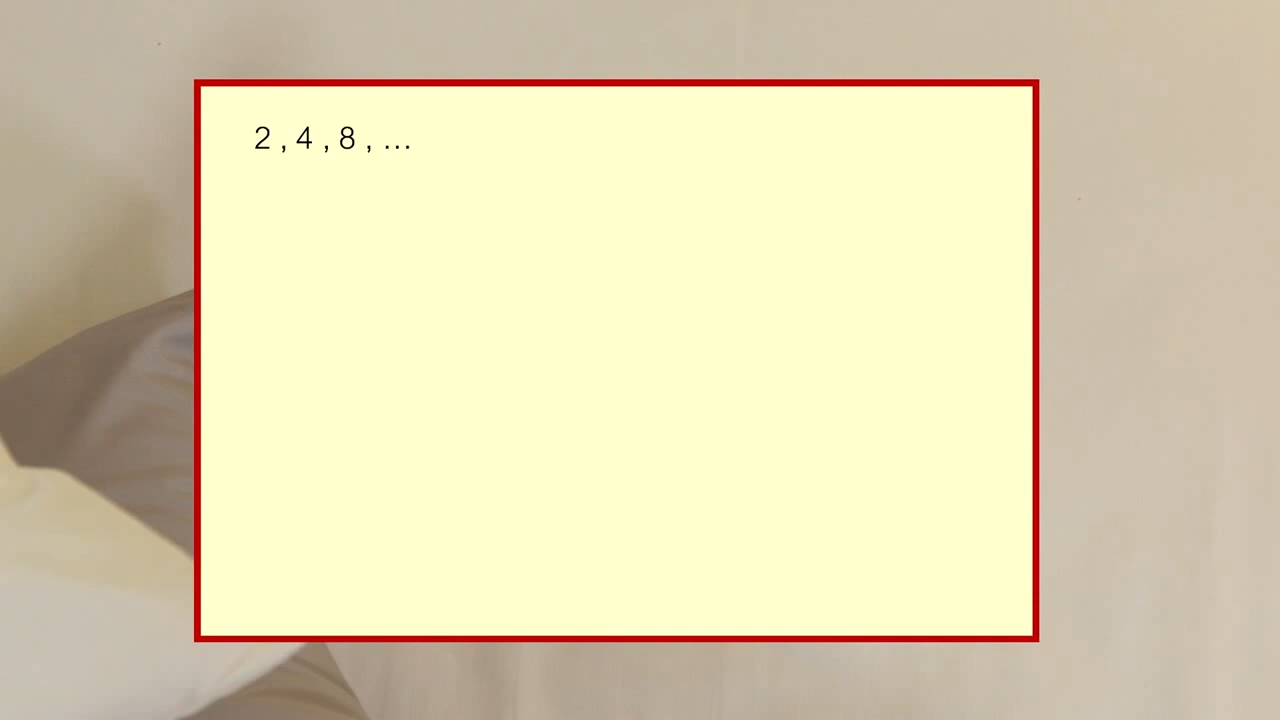 2 , 4 , 8 , …